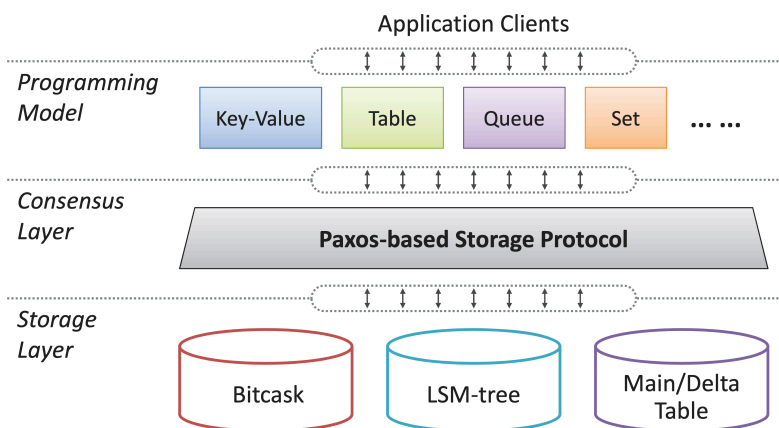 Application Clients
Programming
Model
Key-Value
Table
Queue
Set
... ...
Consensus
Layer
Paxos-based Storage Protocol
Storage
Layer
Bitcask
LSM-tree
Main/Delta
Table